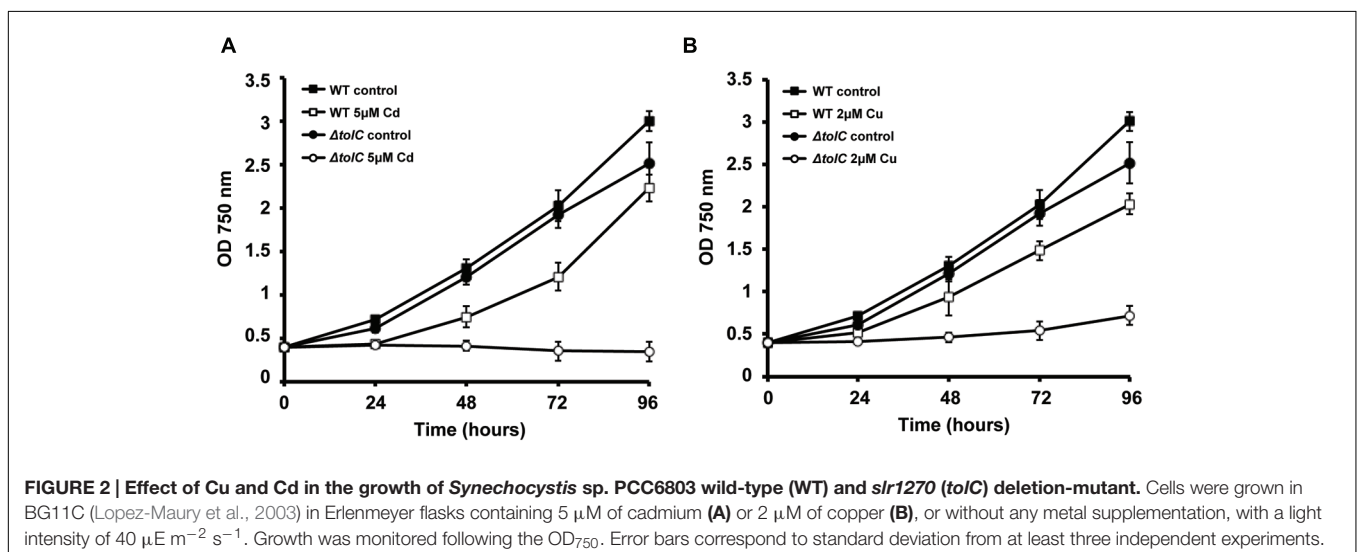 A
B
3.5
3
2.5
2
1.5
1
0.5
0
OD 750 nm
WT control
WT 5µM Cd
ΔtolC control
ΔtolC 5µM Cd
0 24 48 72 96
Time (hours)
3.5
3
2.5
2
1.5
1
0.5
0
OD 750 nm
WT control
WT 2µM Cu
ΔtolC control
ΔtolC 2µM Cu
0 24 48 72 96
Time (hours)
FIGURE 2 | Effect of Cu and Cd in the growth of Synechocystis sp. PCC6803 wild-type (WT) and slr1270 (tolC) deletion-mutant. Cells were grown in
BG11C (Lopez-Maury et al., 2003) in Erlenmeyer flasks containing 5 µM of cadmium (A) or 2 µM of copper (B), or without any metal supplementation, with a light
intensity of 40 µE m⁻² s⁻¹. Growth was monitored following the OD₇₅₀. Error bars correspond to standard deviation from at least three independent experiments.